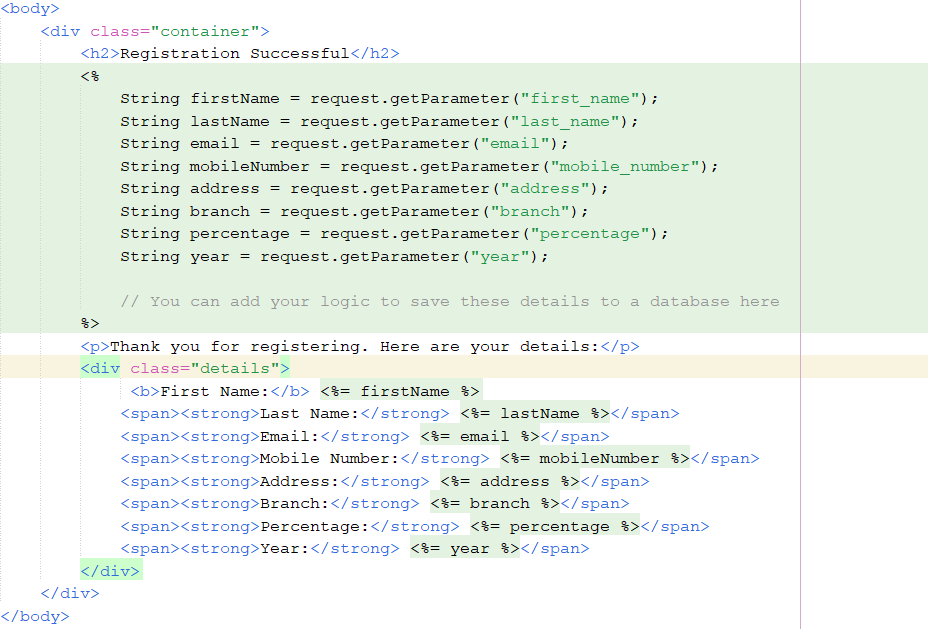 <body>
    <div class="container">
        <h2>Registration Successful</h2>
        <%
            String firstName = request.getParameter("first_name");
            String lastName = request.getParameter("last_name");
            String email = request.getParameter("email");
            String mobileNumber = request.getParameter("mobile_number");
            String address = request.getParameter("address");
            String branch = request.getParameter("branch");
            String percentage = request.getParameter("percentage");
            String year = request.getParameter("year");

            // You can add your logic to save these details to a database here
        %>
        <p>Thank you for registering. Here are your details:</p>
        <div class="details">
             <b>First Name:</b> <%= firstName %>
            <span><strong>Last Name:</strong> <%= lastName %></span>
            <span><strong>Email:</strong> <%= email %></span>
            <span><strong>Mobile Number:</strong> <%= mobileNumber %></span>
            <span><strong>Address:</strong> <%= address %></span>
            <span><strong>Branch:</strong> <%= branch %></span>
            <span><strong>Percentage:</strong> <%= percentage %></span>
            <span><strong>Year:</strong> <%= year %></span>
        </div>
    </div>
</body>